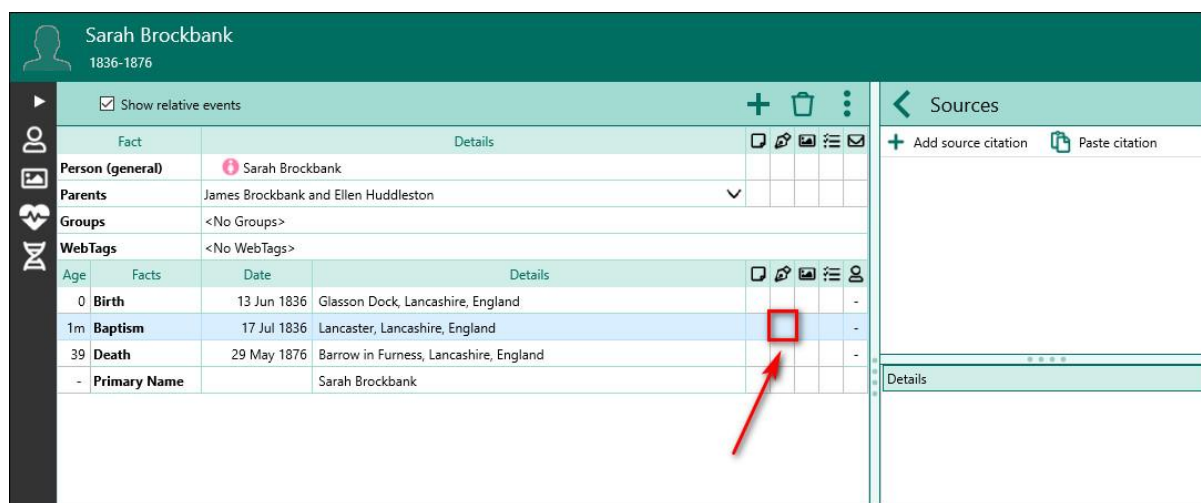 Sarah Brockbank
1836-1876
Show relative events
Sources
Fact Details
Add source citation Paste citation
Person (general) Sarah Brockbank
Parents James Brockbank and Ellen Huddleston
Groups <No Groups>
WebTags <No WebTags>
Age Facts Date Details
0 Birth 13 Jun 1836 Glasson Dock, Lancashire, England -
1m Baptism 17 Jul 1836 Lancaster, Lancashire, England -
39 Death 29 May 1876 Barrow in Furness, Lancashire, England -
- Primary Name Sarah Brockbank
Details